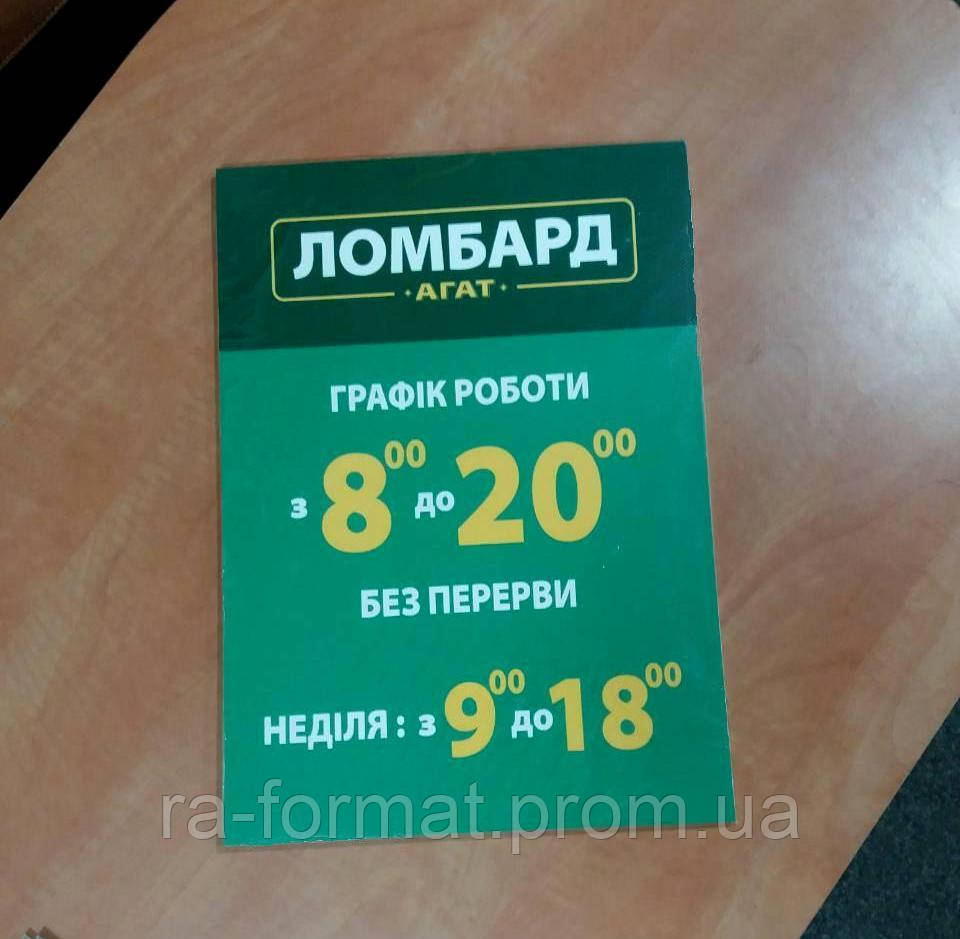 ЛОМБАРД
АГАТ
ГРАФІК РОБОТИ
з 8⁰⁰ до 20⁰⁰
БЕЗ ПЕРЕРВИ
НЕДІЛЯ : з 9⁰⁰ до 18⁰⁰
ra-format.prom.ua